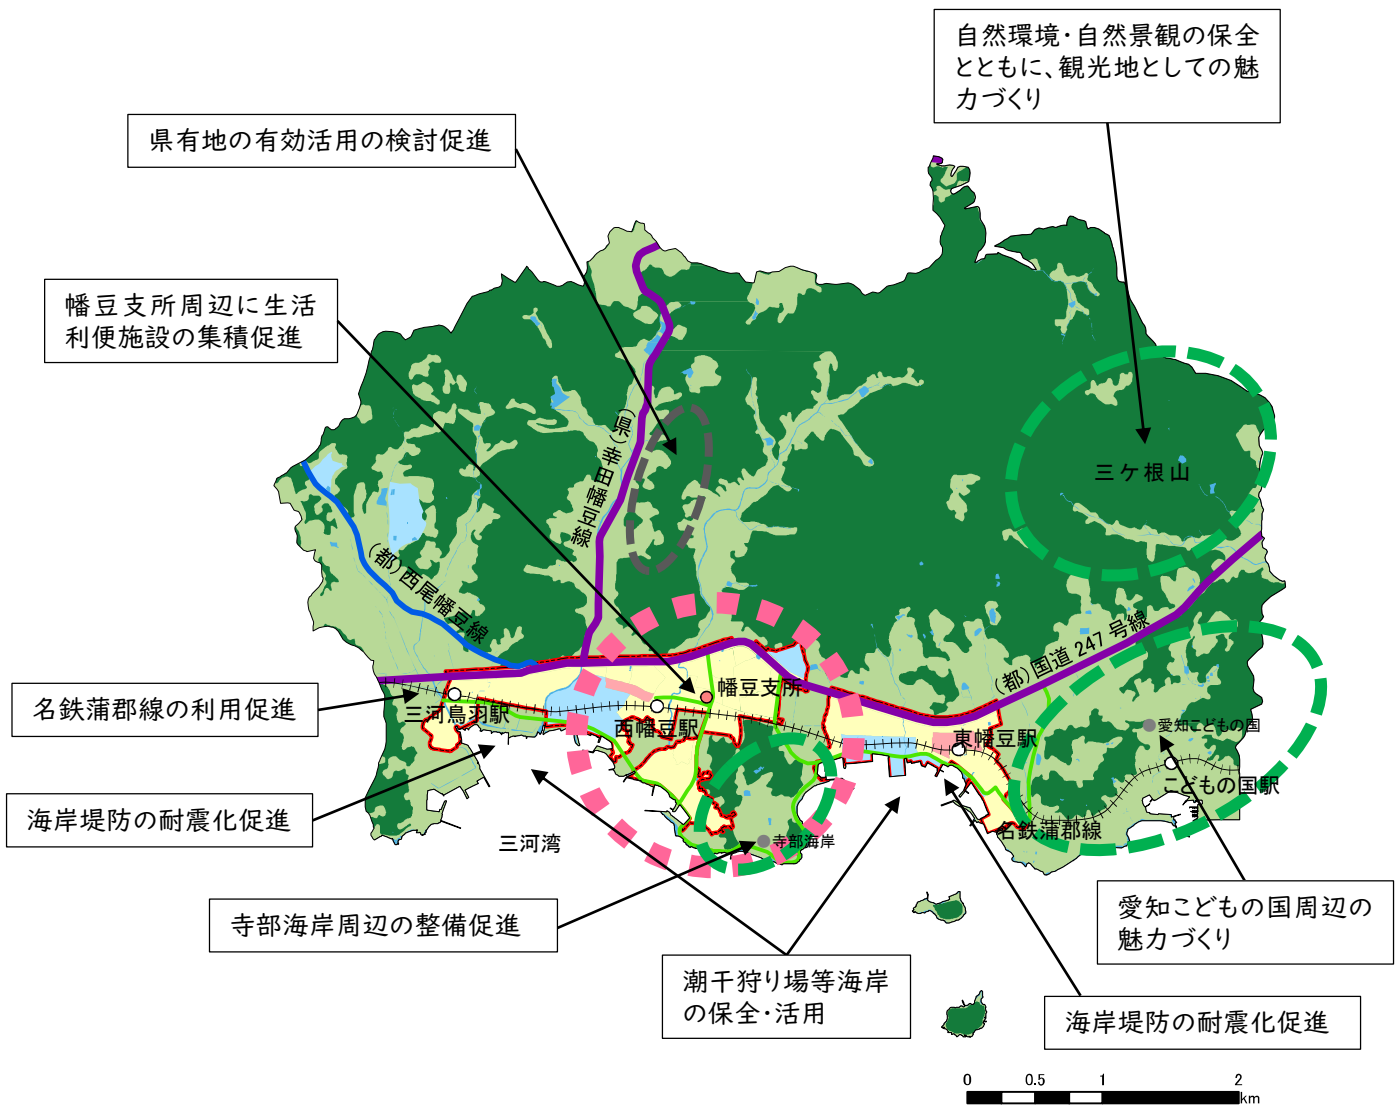 自然環境・自然景観の保全
とともに、観光地としての魅
力づくり
県有地の有効活用の検討促進
幡豆支所周辺に生活
利便施設の集積促進
(県)幸田幡豆線
三ケ根山
(都)西尾幡豆線
(都)国道247号線
名鉄蒲郡線の利用促進
三河鳥羽駅
幡豆支所
西幡豆駅
東幡豆駅
愛知こどもの国
こどもの国駅
名鉄蒲郡線
海岸堤防の耐震化促進
三河湾
寺部海岸
寺部海岸周辺の整備促進
潮干狩り場等海岸
の保全・活用
愛知こどもの国周辺の
魅力づくり
海岸堤防の耐震化促進
0 0.5 1 2
km